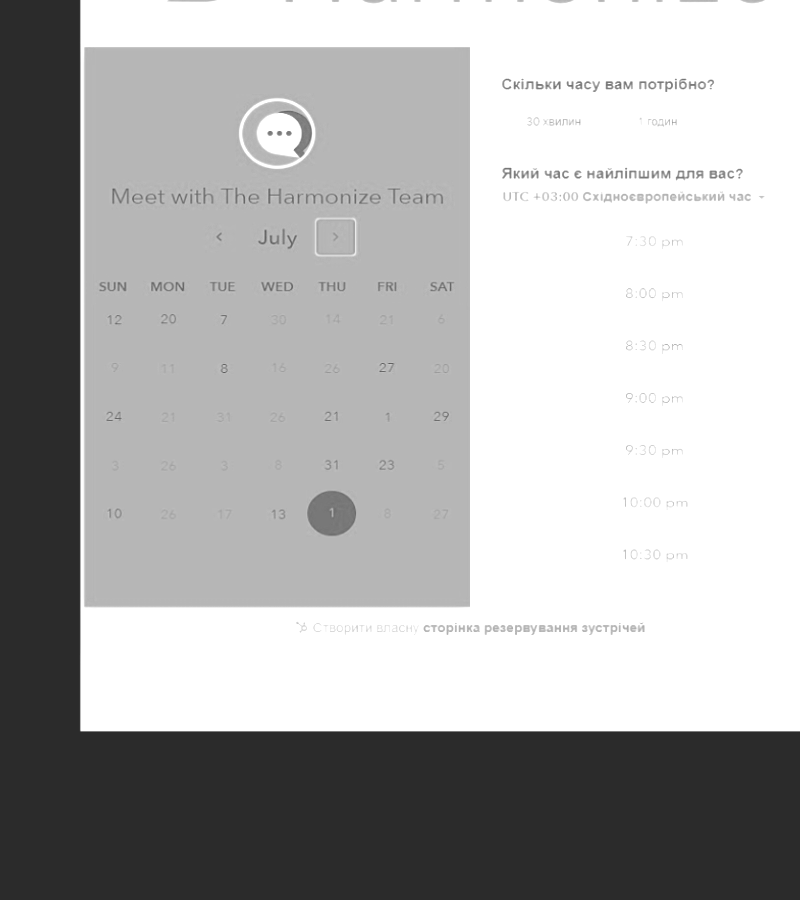 Harmonize
Meet with The Harmonize Team
July
SUN MON TUE WED THU FRI SAT
12 20 7 30 14 21 6
9 11 8 16 26 27 20
24 21 31 26 21 1 29
3 26 3 8 31 23 5
10 26 17 13 1 8 27
Скільки часу вам потрібно?
30 хвилин 1 годин
Який час є найліпшим для вас?
UTC +03:00 Східноєвропейський час
7:30 pm
8:00 pm
8:30 pm
9:00 pm
9:30 pm
10:00 pm
10:30 pm
Створити власну сторінка резервування зустрічей